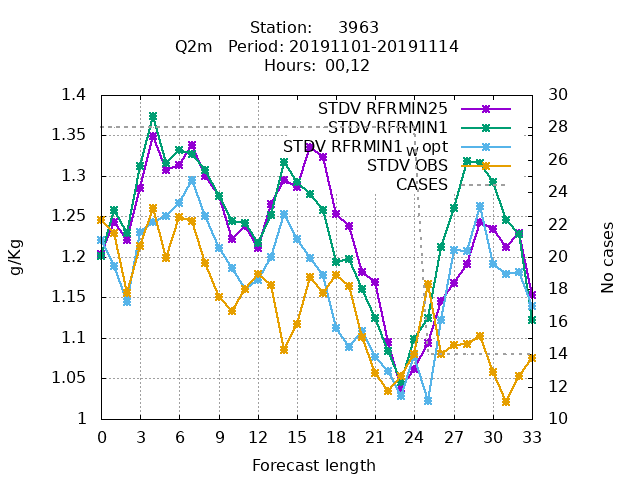 Station: 3963
Q2m Period: 20191101-20191114
Hours: 00,12
1.4
1.35
1.3
1.25
1.2
1.15
1.1
1.05
1
g/Kg
30
28
26
24
22
20
18
16
14
12
10
No cases
STDV RFRMIN25
STDV RFRMIN1
STDV RFRMIN1_w_opt
STDV OBS
CASES
0 3 6 9 12 15 18 21 24 27 30 33
Forecast length